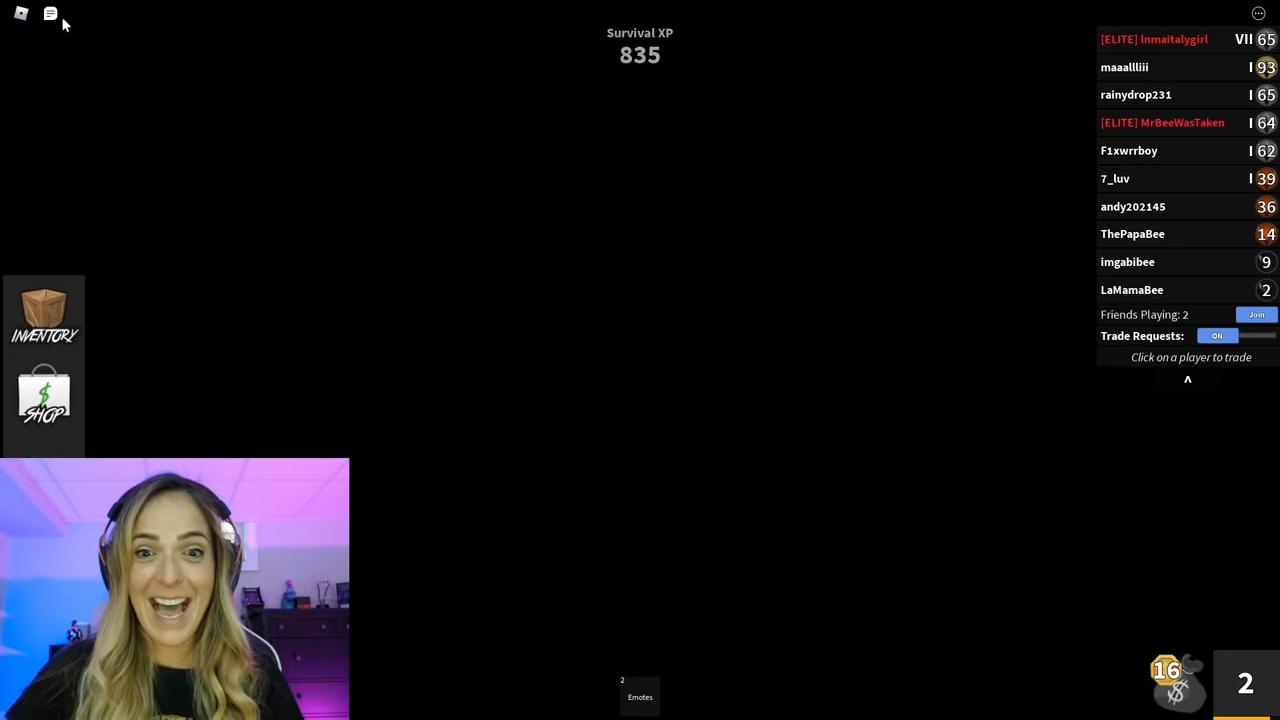 Survival XP
835
[ELITE] lnmaitalygirl VII 65
maaallliii I 93
rainydrop231 I 65
[ELITE] MrBeeWasTaken I 64
F1xwrrboy I 62
7_luv I 39
andy202145 36
ThePapaBee 14
imgabibee 9
LaMamaBee 2
Friends Playing: 2 Join
Trade Requests: ON
Click on a player to trade
INVENTORY
$
SHOP
2
Emotes
16
$
2